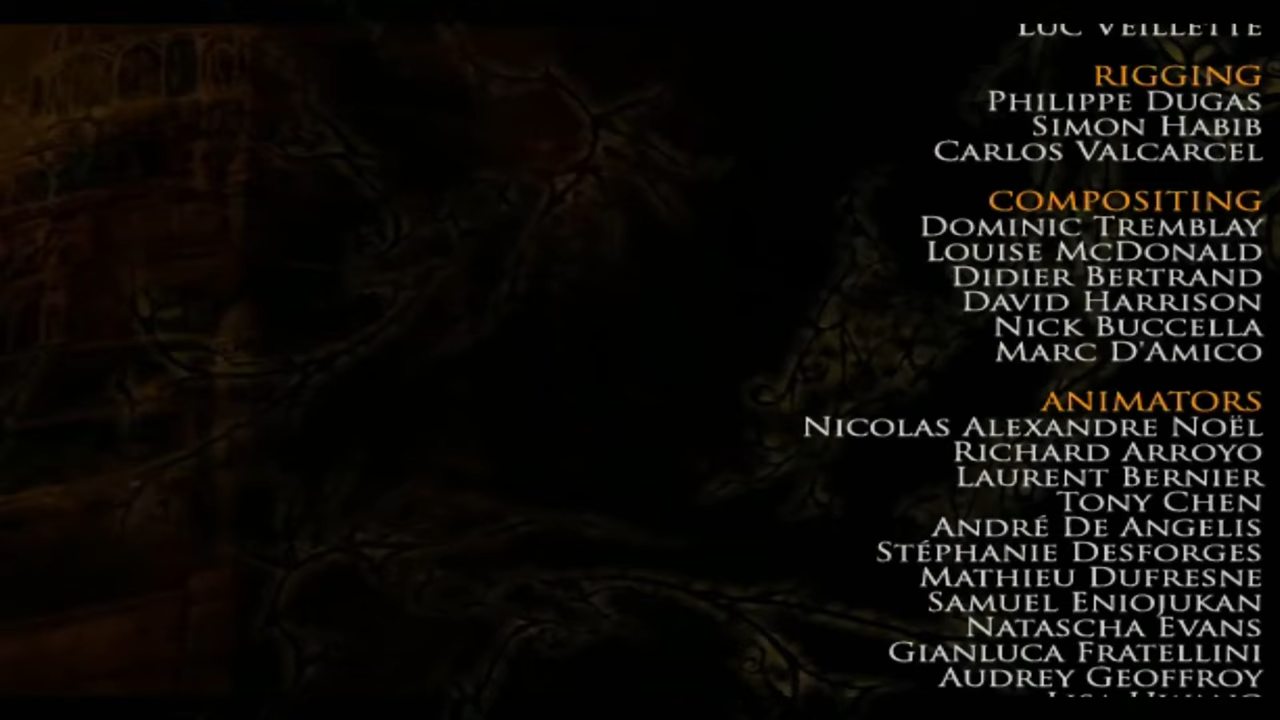 Luc Veillette
RIGGING
Philippe Dugas
Simon Habib
Carlos Valcarcel
COMPOSITING
Dominic Tremblay
Louise McDonald
Didier Bertrand
David Harrison
Nick Buccella
Marc D'Amico
ANIMATORS
Nicolas Alexandre Noël
Richard Arroyo
Laurent Bernier
Tony Chen
André De Angelis
Stéphanie Desforges
Mathieu Dufresne
Samuel Eniojukan
Natascha Evans
Gianluca Fratellini
Audrey Geoffroy